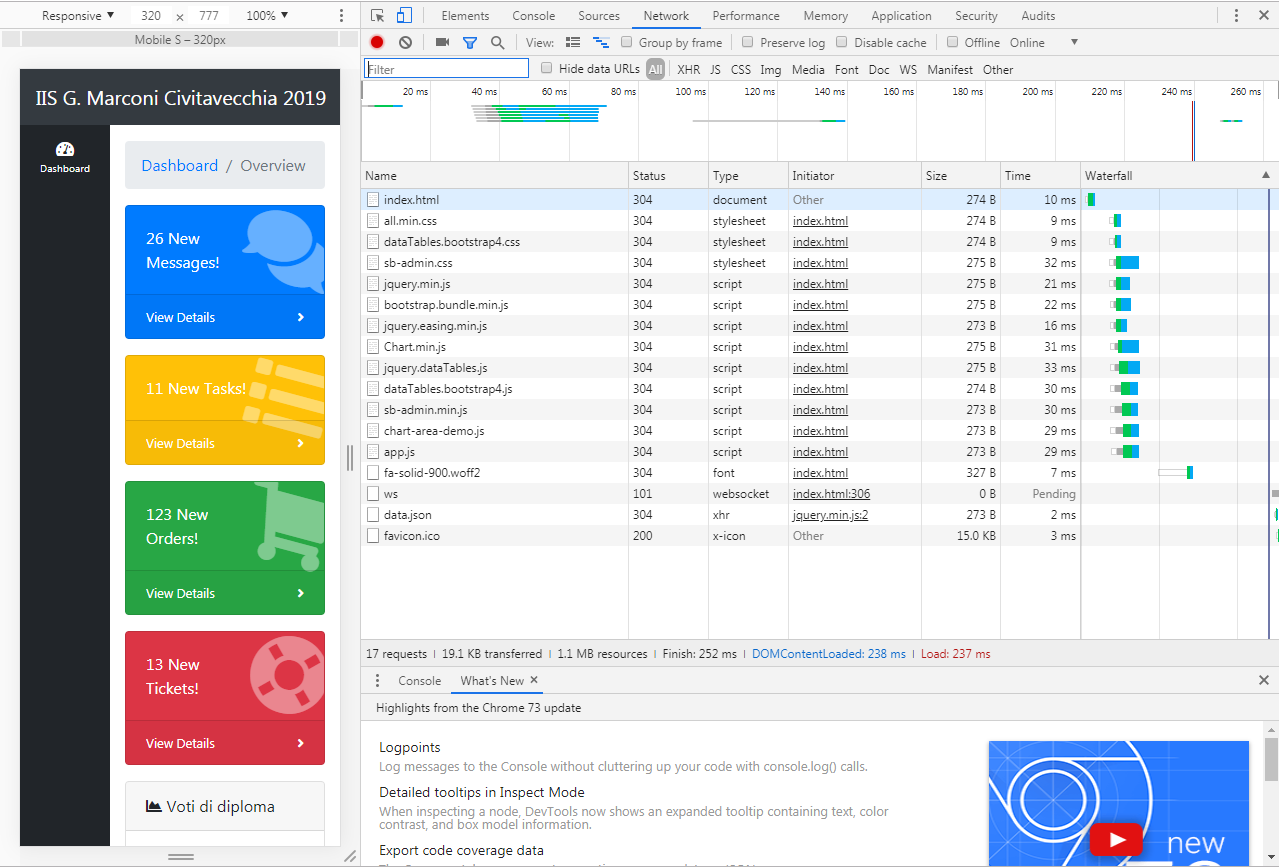 Responsive ▼ 320 × 777 100% ▼
Mobile S – 320px
IIS G. Marconi Civitavecchia 2019
Dashboard
Dashboard / Overview
26 New
Messages!
View Details
11 New Tasks!
View Details
123 New
Orders!
View Details
13 New
Tickets!
View Details
Voti di diploma
Elements Console Sources Network Performance Memory Application Security Audits
View: Group by frame Preserve log Disable cache Offline Online ▼
Filter Hide data URLs All XHR JS CSS Img Media Font Doc WS Manifest Other
20 ms 40 ms 60 ms 80 ms 100 ms 120 ms 140 ms 160 ms 180 ms 200 ms 220 ms 240 ms 260 ms
Name Status Type Initiator Size Time Waterfall ▲
index.html 304 document Other 274 B 10 ms
all.min.css 304 stylesheet index.html 274 B 9 ms
dataTables.bootstrap4.css 304 stylesheet index.html 274 B 9 ms
sb-admin.css 304 stylesheet index.html 275 B 32 ms
jquery.min.js 304 script index.html 275 B 21 ms
bootstrap.bundle.min.js 304 script index.html 275 B 22 ms
jquery.easing.min.js 304 script index.html 273 B 16 ms
Chart.min.js 304 script index.html 275 B 31 ms
jquery.dataTables.js 304 script index.html 275 B 33 ms
dataTables.bootstrap4.js 304 script index.html 274 B 30 ms
sb-admin.min.js 304 script index.html 273 B 30 ms
chart-area-demo.js 304 script index.html 273 B 29 ms
app.js 304 script index.html 273 B 29 ms
fa-solid-900.woff2 304 font index.html 327 B 7 ms
ws 101 websocket index.html:306 0 B Pending
data.json 304 xhr jquery.min.js:2 273 B 2 ms
favicon.ico 200 x-icon Other 15.0 KB 3 ms
17 requests | 19.1 KB transferred | 1.1 MB resources | Finish: 252 ms | DOMContentLoaded: 238 ms | Load: 237 ms
Console What's New ×
Highlights from the Chrome 73 update
Logpoints
Log messages to the Console without cluttering up your code with console.log() calls.
Detailed tooltips in Inspect Mode
When inspecting a node, DevTools now shows an expanded tooltip containing text, color
contrast, and box model information.
Export code coverage data
new